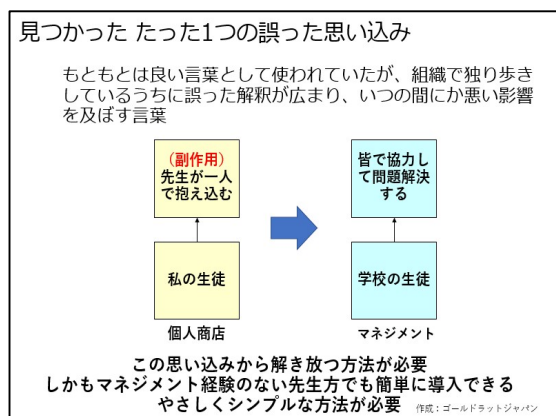 見つかった たった1つの誤った思い込み
もともとは良い言葉として使われていたが、組織で独り歩き
しているうちに誤った解釈が広まり、いつの間にか悪い影響
を及ぼす言葉
(副作用)
先生が一人
で抱え込む
皆で協力し
て問題解決
する
私の生徒
学校の生徒
個人商店
マネジメント
この思い込みから解き放つ方法が必要
しかもマネジメント経験のない先生方でも簡単に導入できる
やさしくシンプルな方法が必要
作成:ゴールドラットジャパン